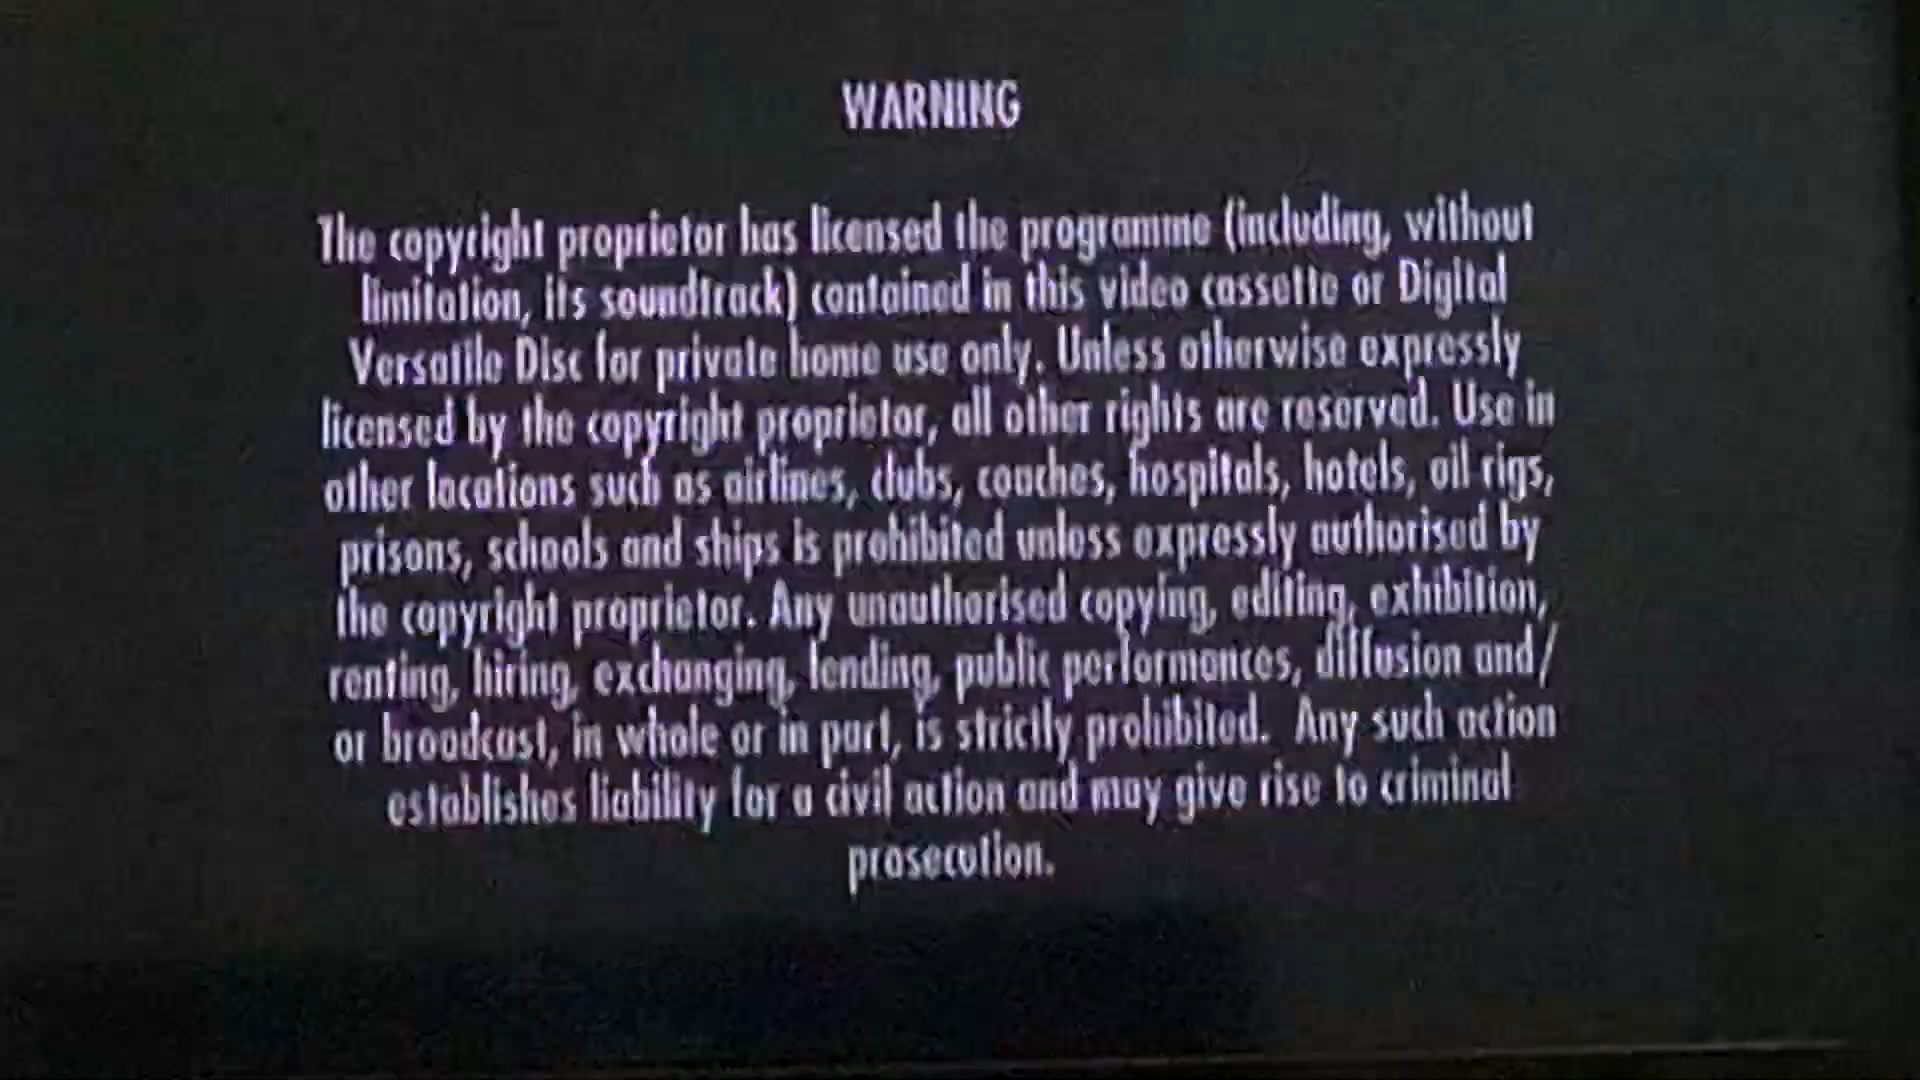 WARNING
The copyright proprietor has licensed the programme (including, without
limitation, its soundtrack) contained in this video cassette or Digital
Versatile Disc for private home use only. Unless otherwise expressly
licensed by the copyright proprietor, all other rights are reserved. Use in
other locations such as airlines, clubs, coaches, hospitals, hotels, oil rigs,
prisons, schools and ships is prohibited unless expressly authorised by
the copyright proprietor. Any unauthorised copying, editing, exhibition,
renting, hiring, exchanging, lending, public performances, diffusion and/
or broadcast, in whole or in part, is strictly prohibited. Any such action
establishes liability for a civil action and may give rise to criminal
prosecution.